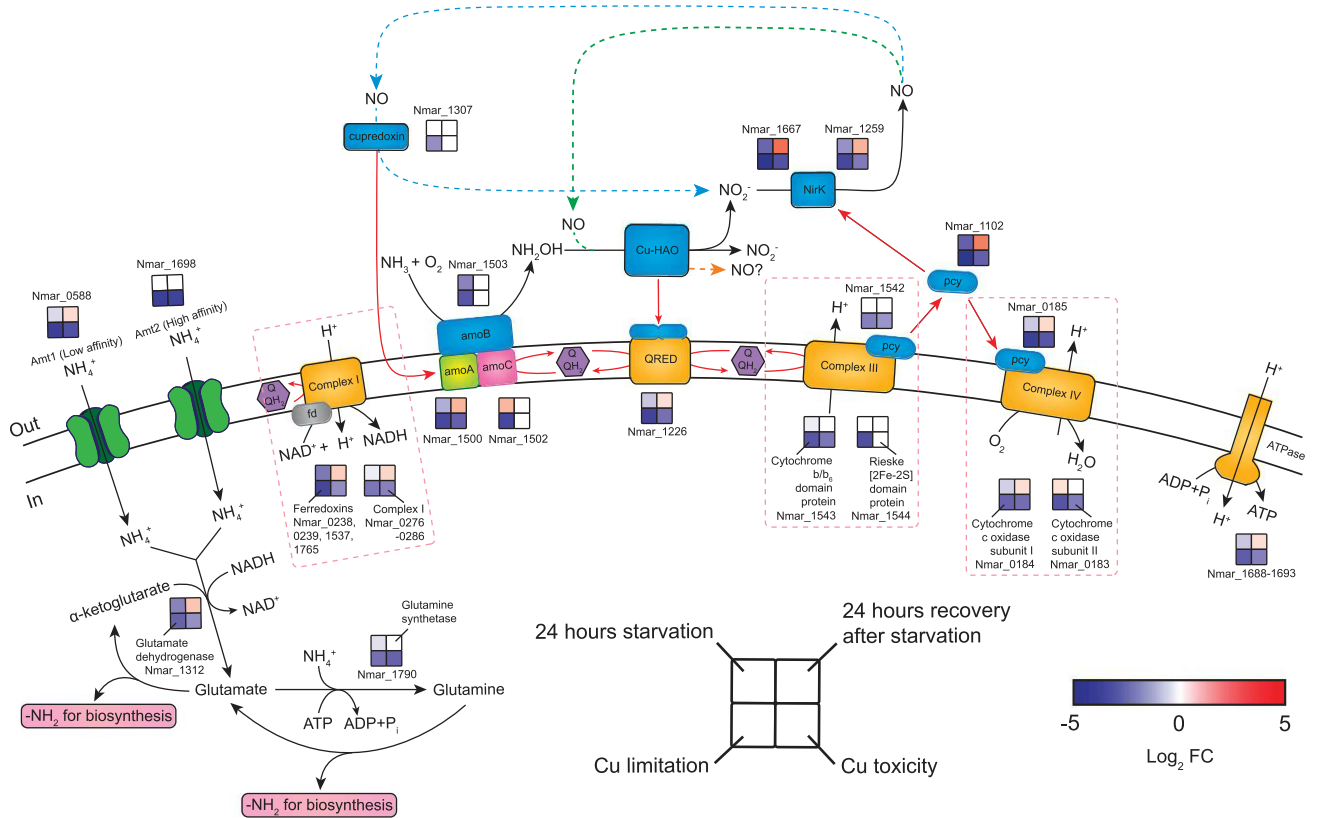 NO
NO
Nmar_1307
cupredoxin
Nmar_1667
Nmar_1259
NO₂⁻
NirK
NO
Nmar_1102
NH₂OH
Cu-HAO
NO₂⁻
NO?
pcy
Nmar_1698
NH₃ + O₂
Nmar_1503
Nmar_0588
Amt2 (High affinity)
NH₄⁺
Amt1 (Low affinity)
NH₄⁺
H⁺
amoB
H⁺
Nmar_1542
Nmar_0185
H⁺
H⁺
Out
In
Q
QH₂
Complex I
fd
NAD⁺ +
H⁺
NADH
amoA
amoC
Q
QH₂
QRED
Q
QH₂
Complex III
pcy
pcy
Complex IV
O₂
H₂O
ATPase
ADP+Pᵢ
H⁺
ATP
Nmar_1688-1693
Nmar_1500
Nmar_1502
Nmar_1226
Ferredoxins
Nmar_0238,
0239, 1537,
1765
Complex I
Nmar_0276
-0286
Cytochrome
b/b₆
domain
protein
Nmar_1543
Rieske
[2Fe-2S]
domain
protein
Nmar_1544
Cytochrome
c oxidase
subunit I
Nmar_0184
Cytochrome
c oxidase
subunit II
Nmar_0183
NH₄⁺
NH₄⁺
NADH
α-ketoglutarate
NAD⁺
Glutamate
dehydrogenase
Nmar_1312
Glutamine
synthetase
Nmar_1790
NH₄⁺
Glutamate
Glutamine
ATP
ADP+Pᵢ
-NH₂ for biosynthesis
-NH₂ for biosynthesis
24 hours starvation
24 hours recovery
after starvation
Cu limitation
Cu toxicity
-5
0
5
Log₂ FC